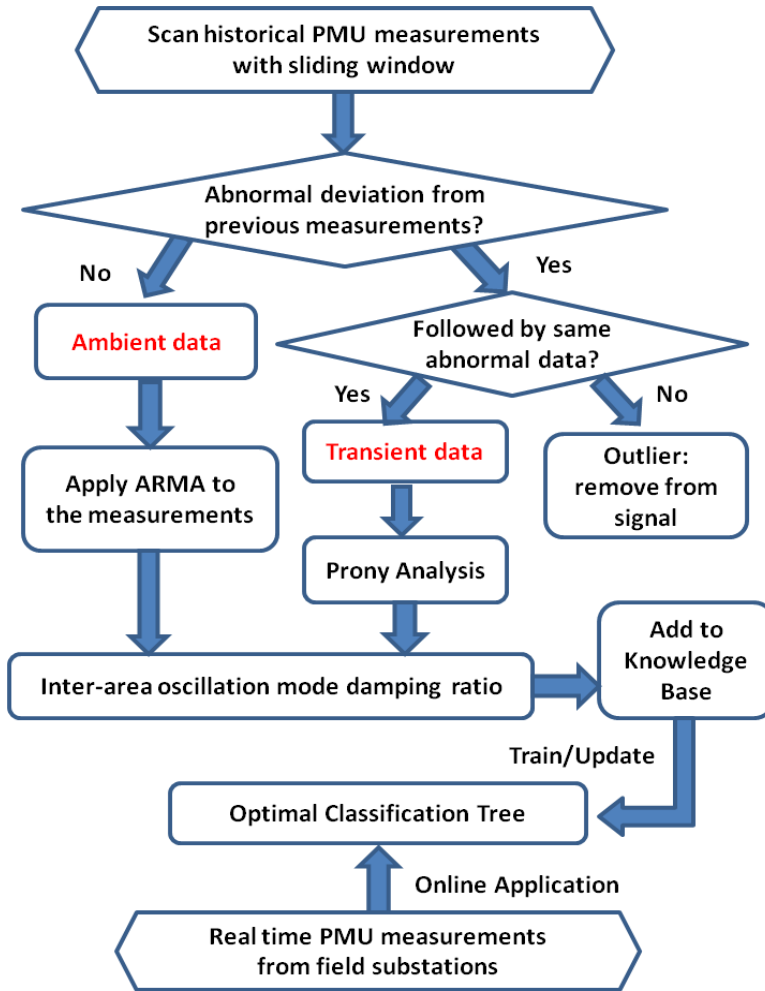 Scan historical PMU measurements
with sliding window
Abnormal deviation from
previous measurements?
No
Yes
Ambient data
Followed by same
abnormal data?
Yes
No
Transient data
Outlier:
remove from
signal
Apply ARMA to
the measurements
Prony Analysis
Inter-area oscillation mode damping ratio
Add to
Knowledge
Base
Train/Update
Optimal Classification Tree
Online Application
Real time PMU measurements
from field substations